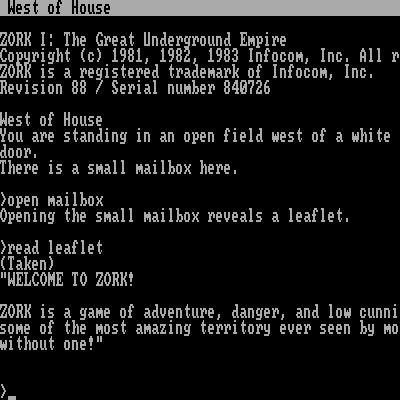 West of House
ZORK I: The Great Underground Empire
Copyright (c) 1981, 1982, 1983 Infocom, Inc. All r
ZORK is a registered trademark of Infocom, Inc.
Revision 88 / Serial number 840726
West of House
You are standing in an open field west of a white
door.
There is a small mailbox here.
>open mailbox
Opening the small mailbox reveals a leaflet.
>read leaflet
(Taken)
"WELCOME TO ZORK!
ZORK is a game of adventure, danger, and low cunni
some of the most amazing territory ever seen by mo
without one!"
>